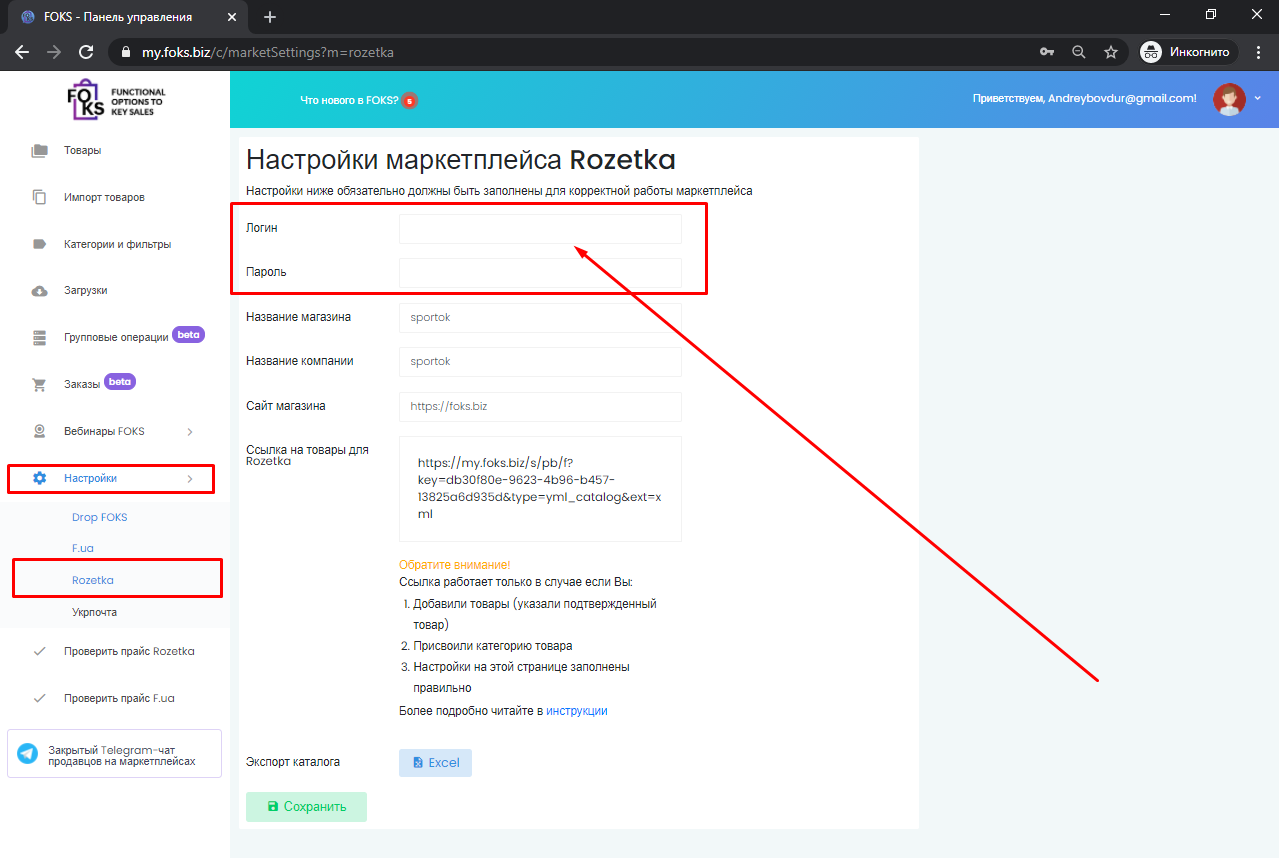 FOKS - Панель управления
my.foks.biz/c/marketSettings?m=rozetka
Инкогнито
FOKS
FUNCTIONAL
OPTIONS TO
KEY SALES
Что нового в FOKS? 5
Приветствуем, Andreybovdur@gmail.com!
Товары
Импорт товаров
Категории и фильтры
Загрузки
Групповые операции beta
Заказы beta
Вебинары FOKS
Настройки
Drop FOKS
F.ua
Rozetka
Укрпочта
Проверить прайс Rozetka
Проверить прайс F.ua
Закрытый Telegram-чат
продавцов на маркетплейсах
Настройки маркетплейса Rozetka
Настройки ниже обязательно должны быть заполнены для корректной работы маркетплейса
Логин
Пароль
Название магазина sportok
Название компании sportok
Сайт магазина https://foks.biz
Ссылка на товары для
Rozetka
https://my.foks.biz/s/pb/f?
key=db30f80e-9623-4b96-b457-
13825a6d935d&type=yml_catalog&ext=x
ml
Обратите внимание!
Ссылка работает только в случае если Вы:
1. Добавили товары (указали подтвержденный
товар)
2. Присвоили категорию товара
3. Настройки на этой странице заполнены
правильно
Более подробно читайте в инструкции
Экспорт каталога Excel
Сохранить